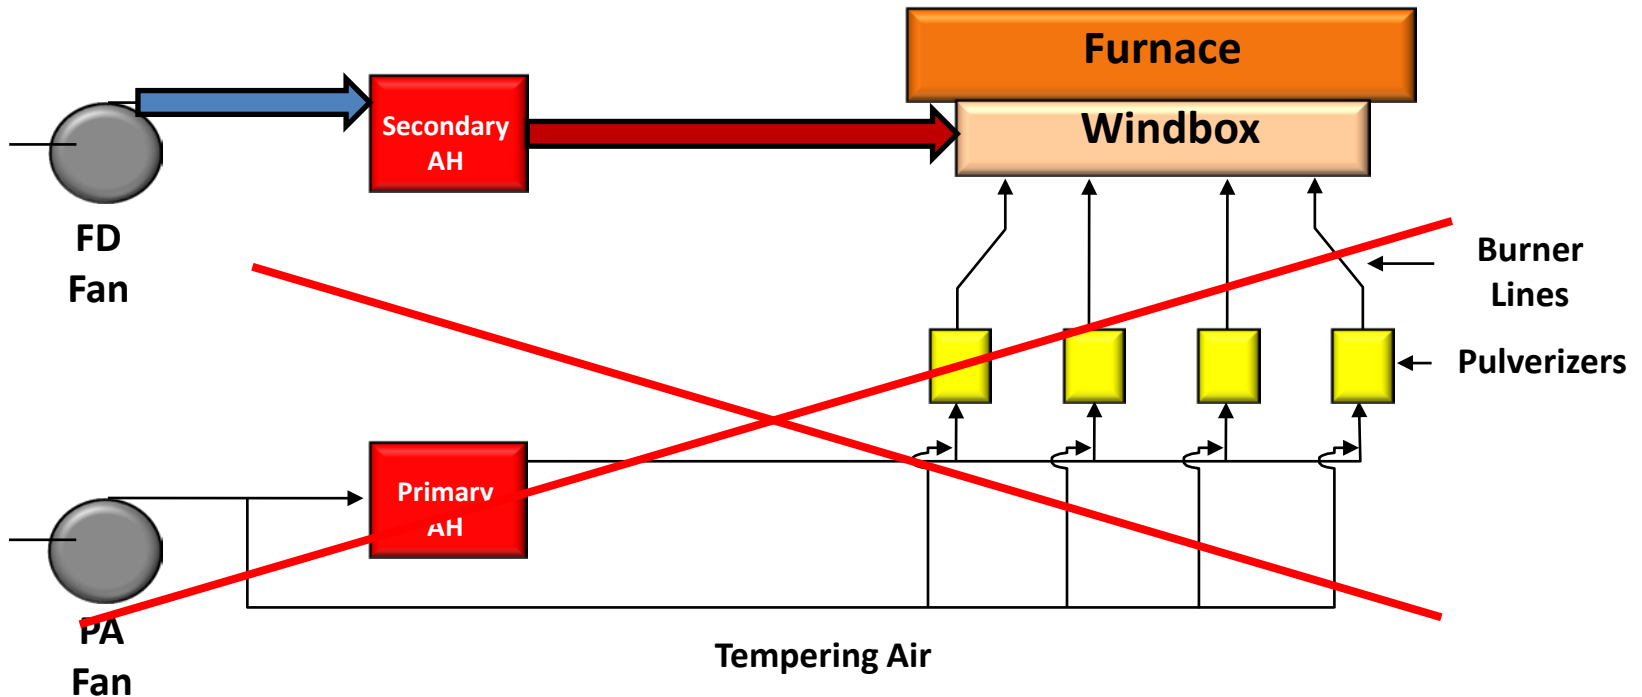 Furnace
Windbox
Secondary
AH
FD
Fan
Burner
Lines
Pulverizers
Primary
AH
PA
Fan
Tempering Air